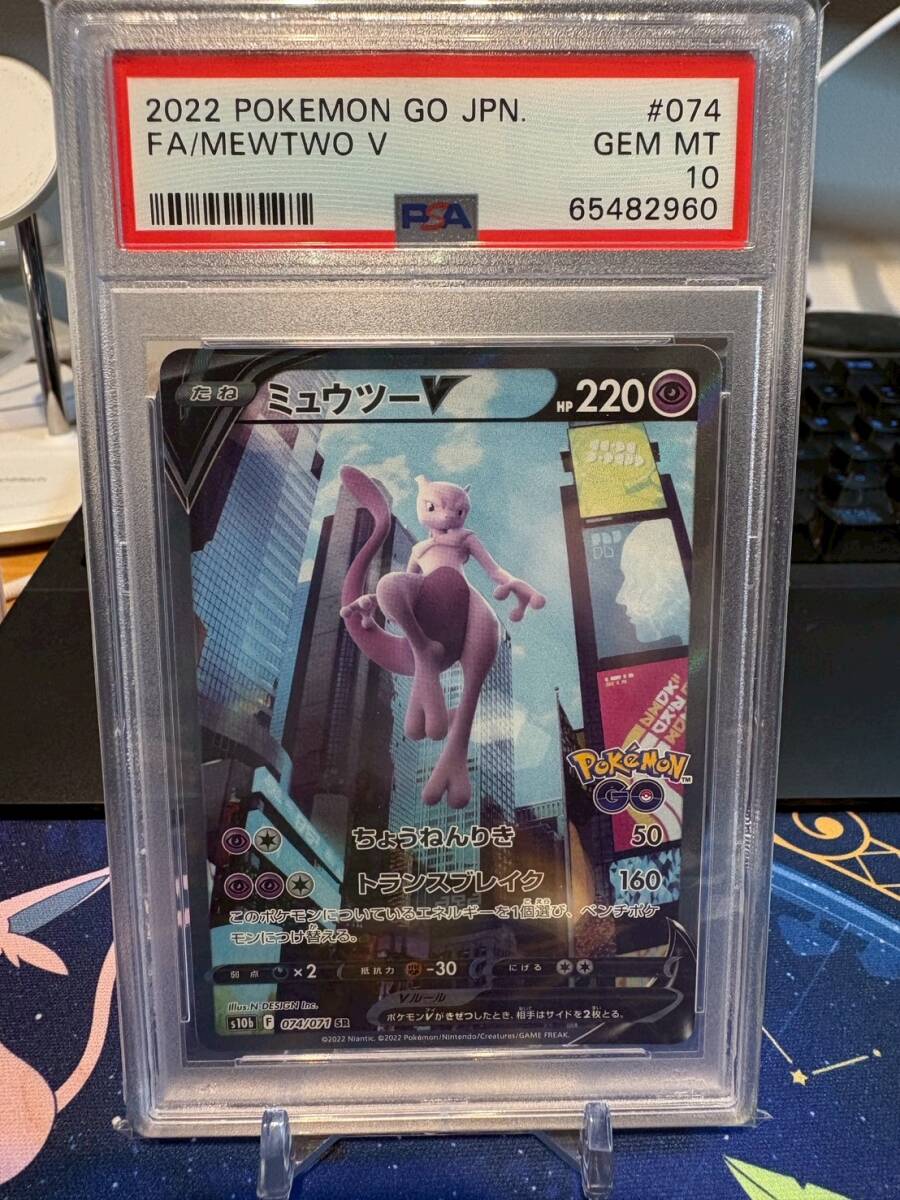 2022 POKEMON GO JPN. #074
FA/MEWTWO V GEM MT
10
PSA 65482960
たね ミュウツーV HP 220
Pokémon GO ™
ちょうねんりき 50
トランスブレイク 160
このポケモンについているエネルギーを1個選び、ベンチポケ
モンにつけ替える。
弱点 ×2 抵抗力 -30 にげる
Vルール
ポケモンVがきぜつしたとき、相手はサイドを2枚とる。
Illus. N-DESIGN Inc.
s10b F 074/071 SR
©2022 Niantic. ©2022 Pokémon/Nintendo/Creatures/GAME FREAK.